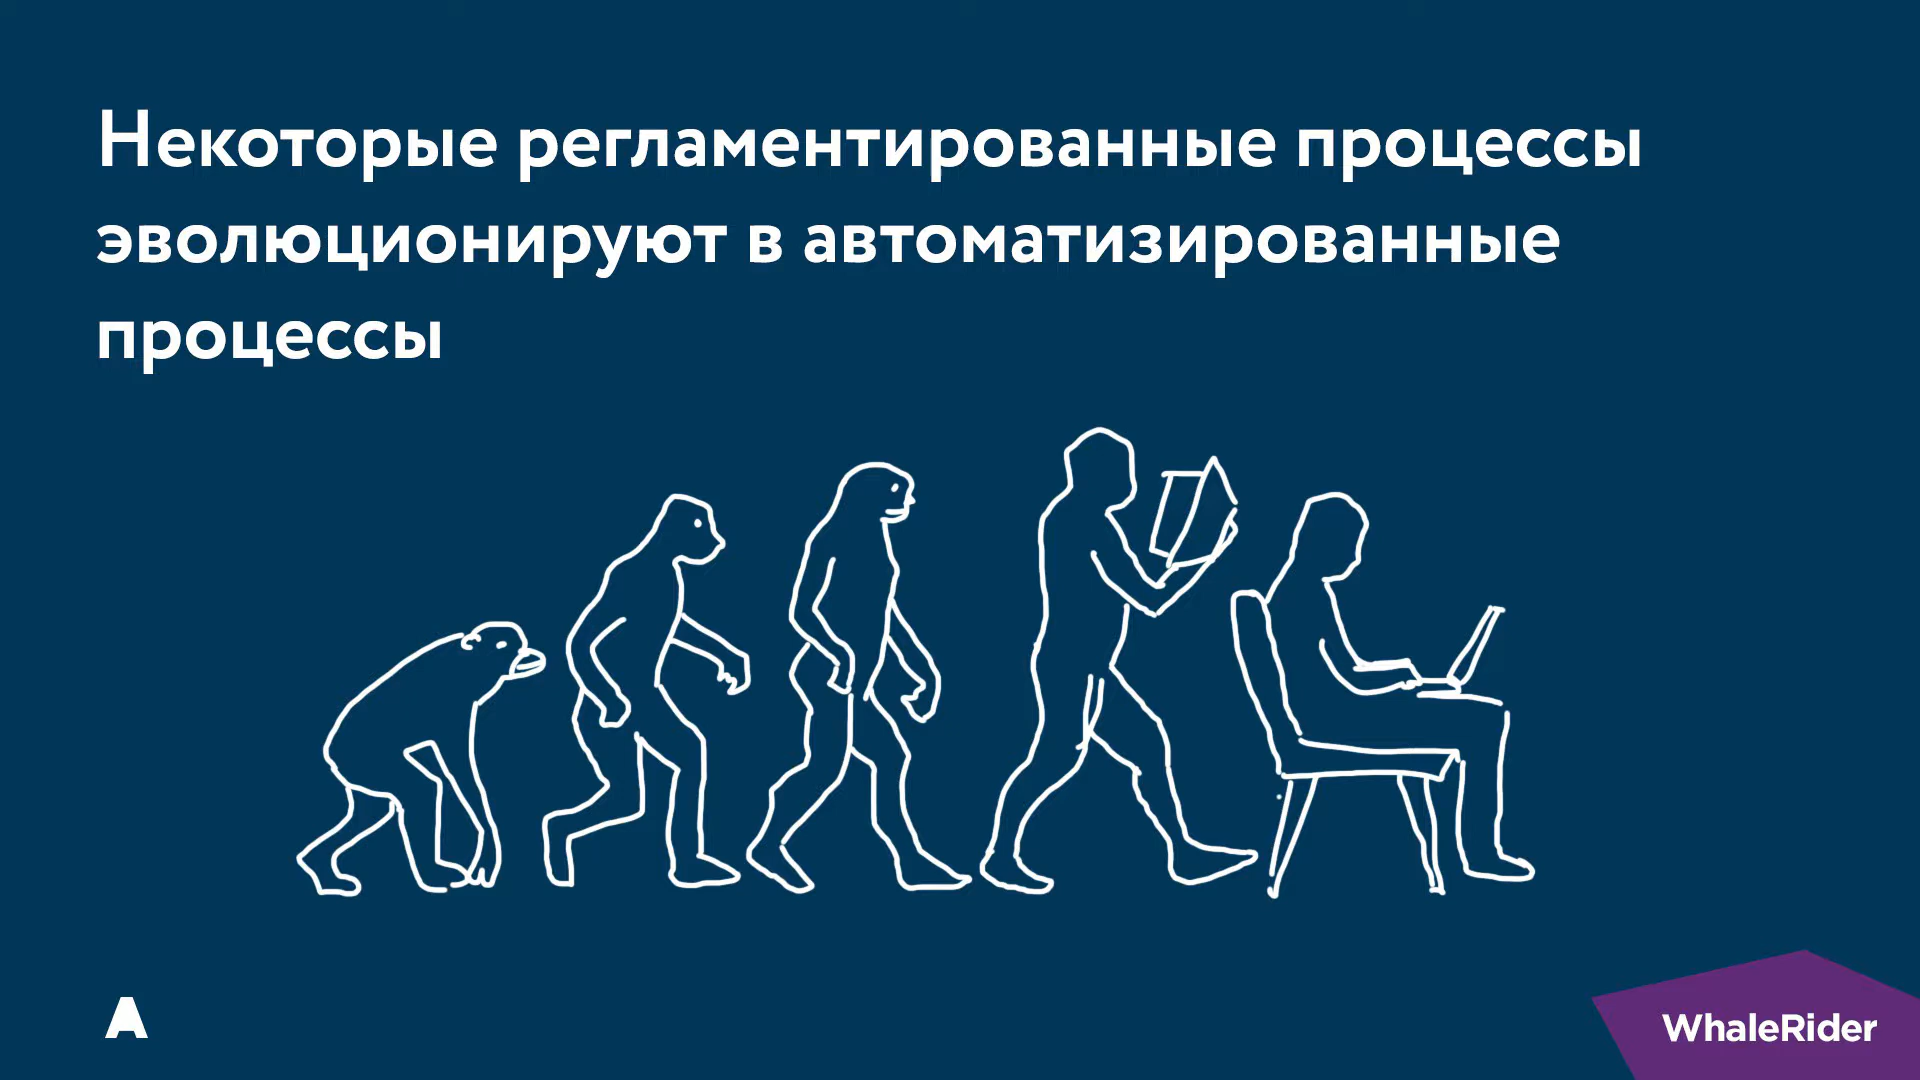 Некоторые регламентированные процессы
эволюционируют в автоматизированные
процессы
A
WhaleRider